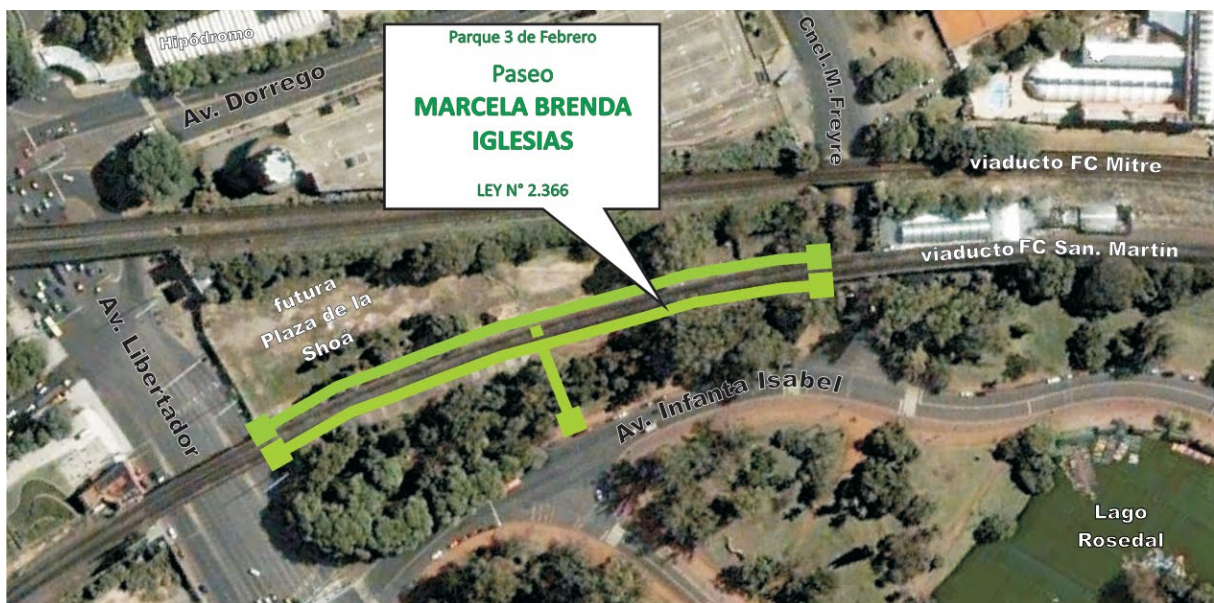 Hipódromo
Av. Dorrego
Parque 3 de Febrero
Paseo
MARCELA BRENDA
IGLESIAS
LEY N° 2.366
Cnel.M.Freyre
viaducto FC Mitre
viaducto FC San. Martín
futura
Plaza de la
Shoá
Av. Libertador
Av. Infanta Isabel
Lago
Rosedal